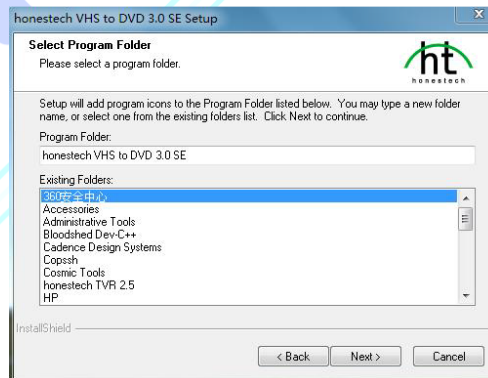 honestech VHS to DVD 3.0 SE Setup
Select Program Folder
Please select a program folder.
ht
honestech
Setup will add program icons to the Program Folder listed below.  You may type a new folder
name, or select one from the existing folders list.  Click Next to continue.
Program Folder:
honestech VHS to DVD 3.0 SE
Existing Folders:
360安全中心
Accessories
Administrative Tools
Bloodshed Dev-C++
Cadence Design Systems
Copssh
Cosmic Tools
honestech TVR 2.5
HP
InstallShield
< Back
Next >
Cancel